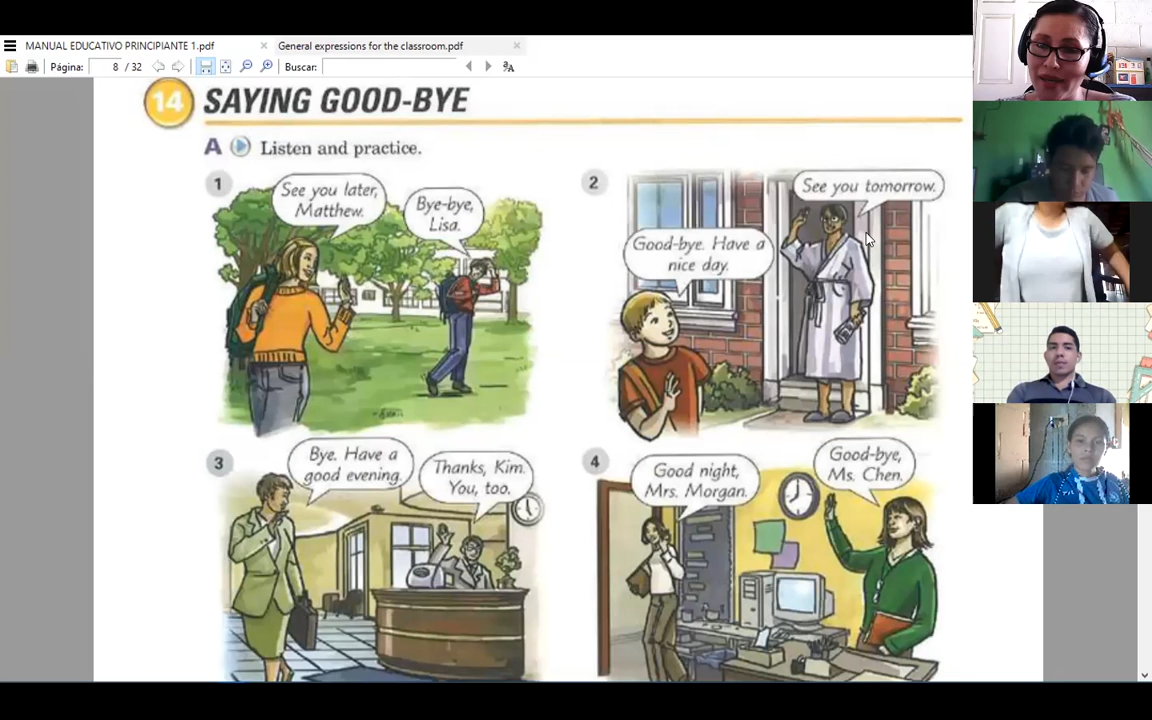 MANUAL EDUCATIVO PRINCIPIANTE 1.pdf
General expressions for the classroom.pdf
Página: 8 / 32
Buscar:
14 SAYING GOOD-BYE
A Listen and practice.
1
See you later,
Matthew.
Bye-bye,
Lisa.
2
See you tomorrow.
Good-bye. Have a
nice day.
3
Bye. Have a
good evening.
Thanks, Kim.
You, too.
4
Good night,
Mrs. Morgan.
Good-bye,
Ms. Chen.